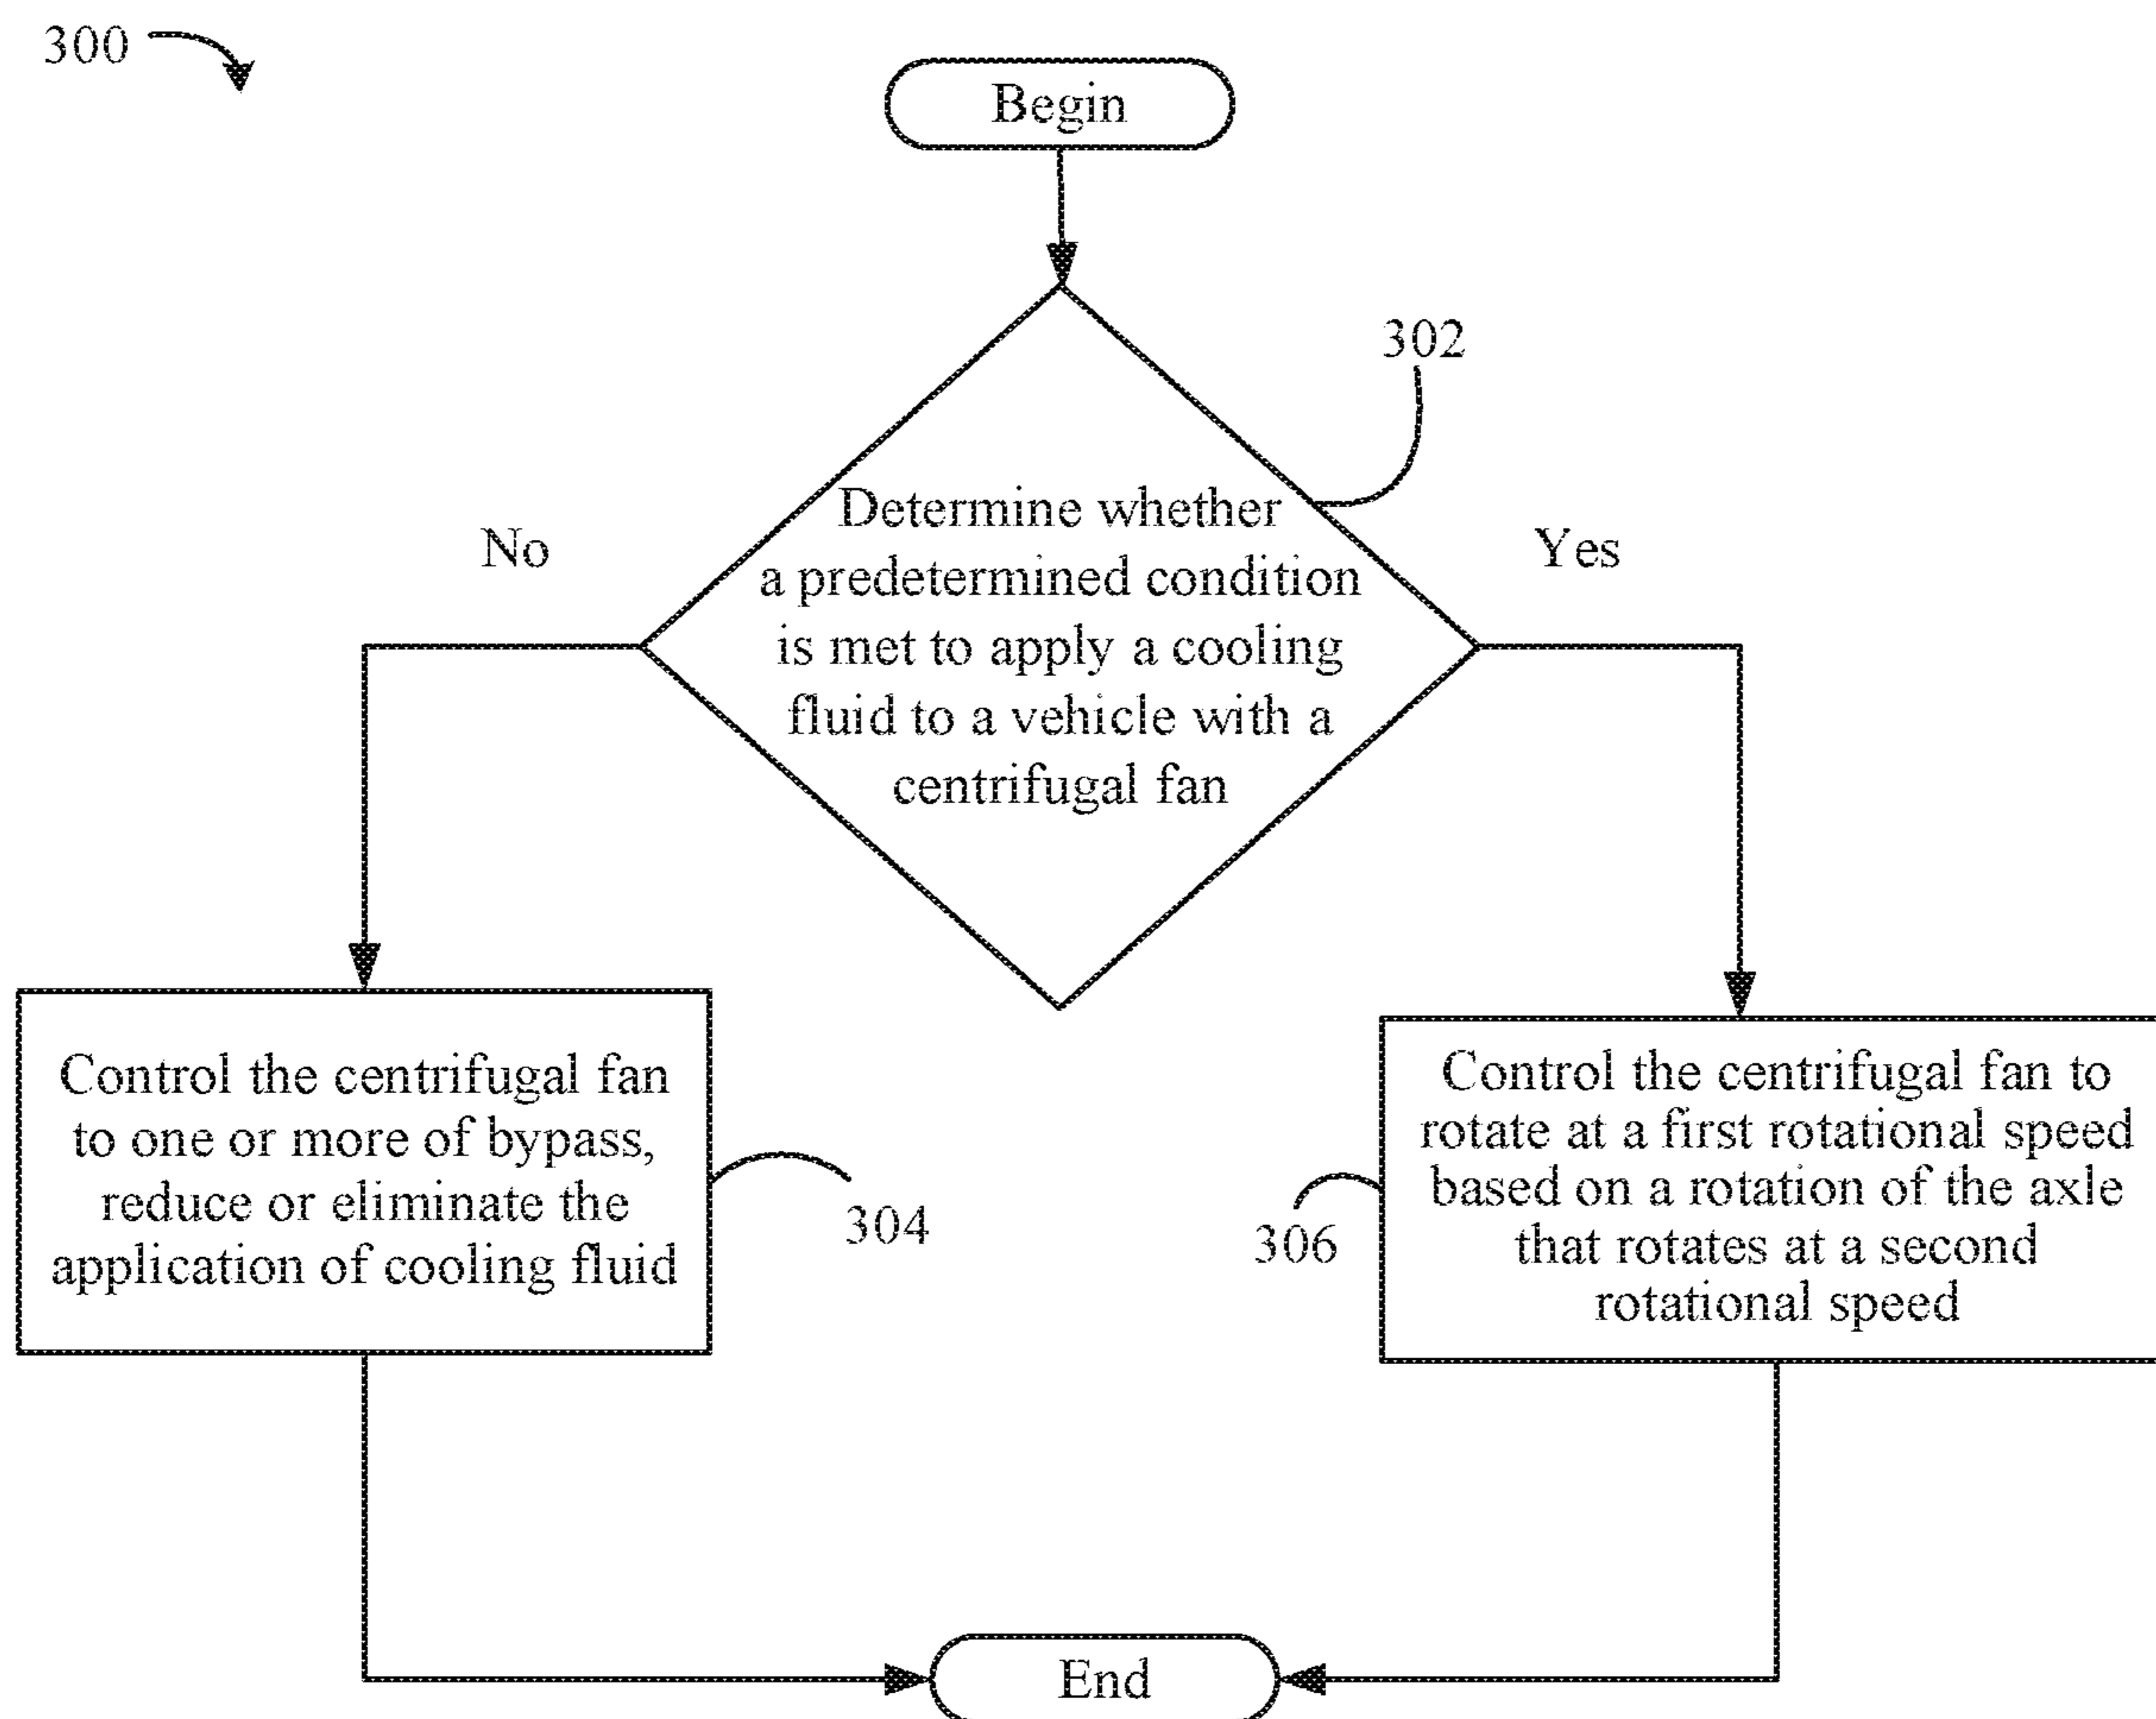 300
Begin
302
Determine whether
a predetermined condition
is met to apply a cooling
fluid to a vehicle with a
centrifugal fan
No
Yes
Control the centrifugal fan
to one or more of bypass,
reduce or eliminate the
application of cooling fluid
304
Control the centrifugal fan to
rotate at a first rotational speed
based on a rotation of the axle
that rotates at a second
rotational speed
306
End